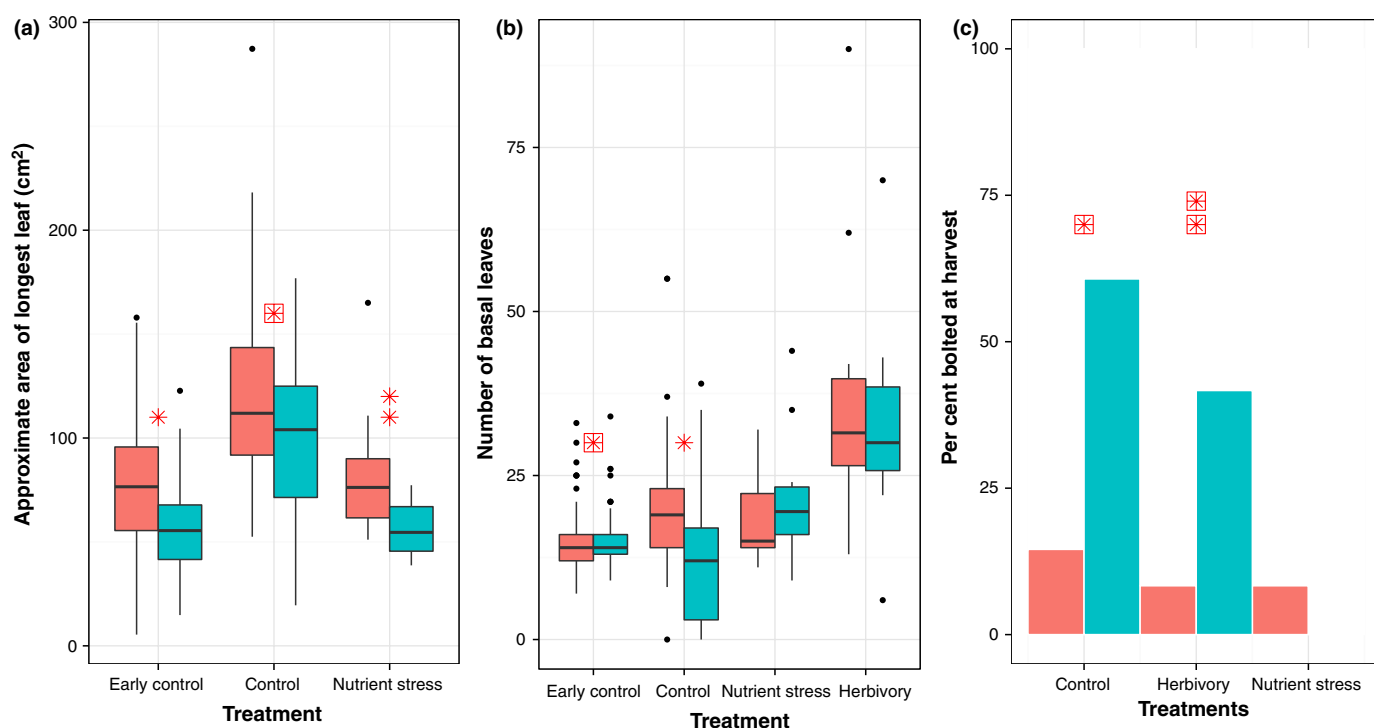 (a)
Approximate area of longest leaf (cm²)
300
200
100
0
Early control Control Nutrient stress
Treatment
(b)
Number of basal leaves
75
50
25
0
Early control Control Nutrient stress Herbivory
Treatment
(c)
Per cent bolted at harvest
100
75
50
25
0
Control Herbivory Nutrient stress
Treatments